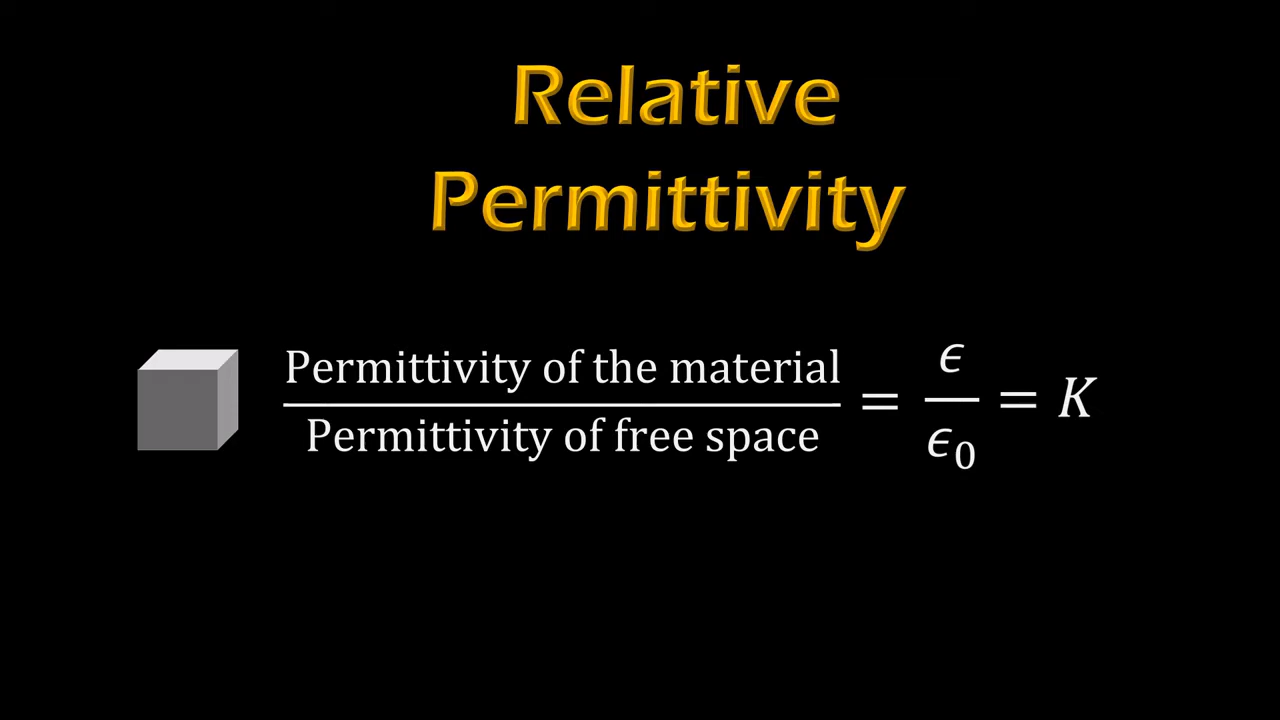 Relative
Permittivity
Permittivity of the material
Permittivity of free space
= ϵ/ϵ₀ = K